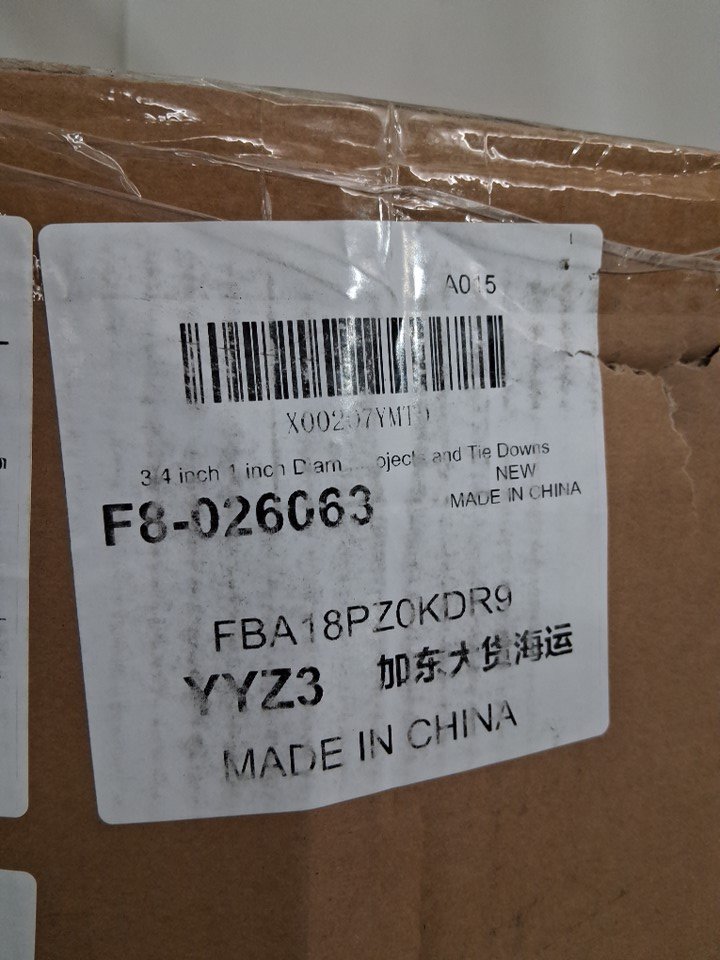 A015
3/4 inch 1 inch and Tie Downs
NEW
F8-026063
MADE IN CHINA
FBA18PZ0KDR9
YYZ3 加东大货海运
MADE IN CHINA